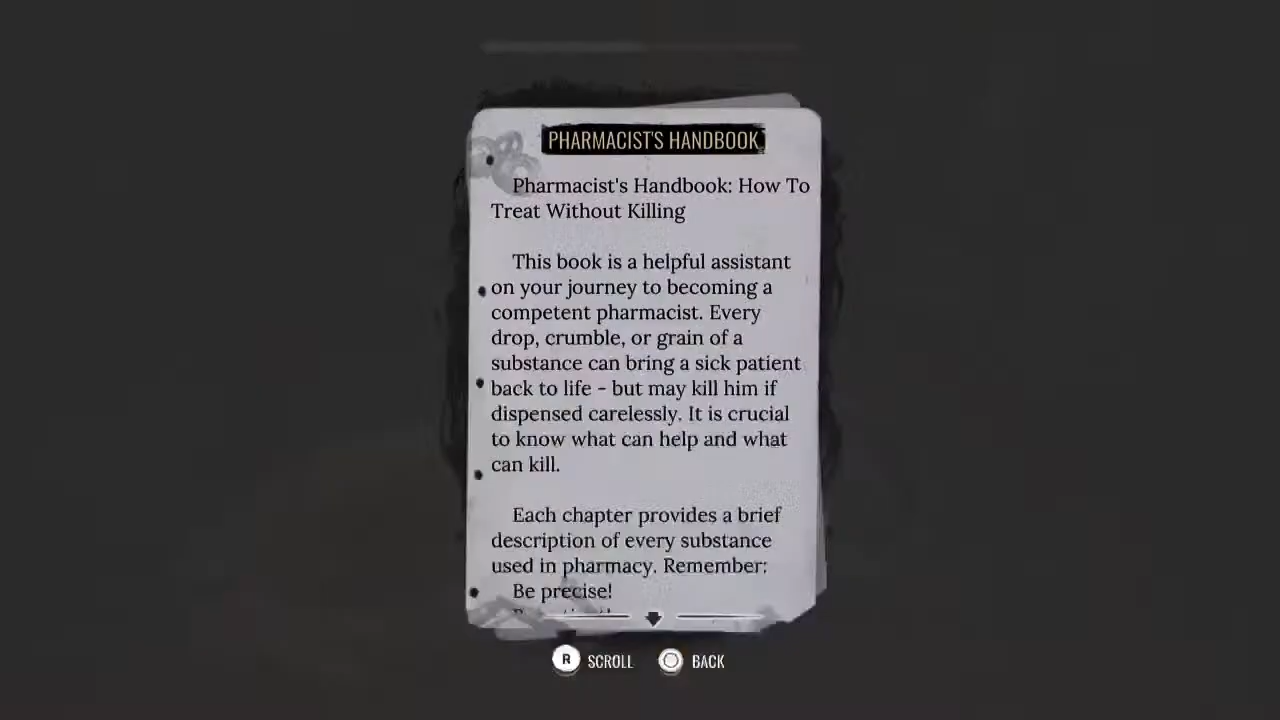 PHARMACIST'S HANDBOOK
Pharmacist's Handbook: How To
Treat Without Killing
This book is a helpful assistant
on your journey to becoming a
competent pharmacist. Every
drop, crumble, or grain of a
substance can bring a sick patient
back to life - but may kill him if
dispensed carelessly. It is crucial
to know what can help and what
can kill.
Each chapter provides a brief
description of every substance
used in pharmacy. Remember:
Be precise!
R SCROLL BACK